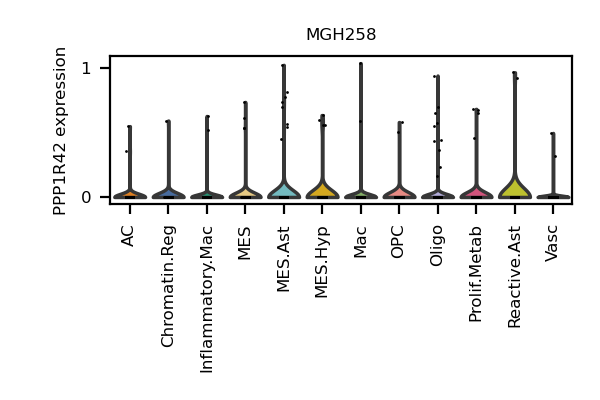 MGH258
PPP1R42 expression
1
0
AC
Chromatin.Reg
Inflammatory.Mac
MES
MES.Ast
MES.Hyp
Mac
OPC
Oligo
Prolif.Metab
Reactive.Ast
Vasc